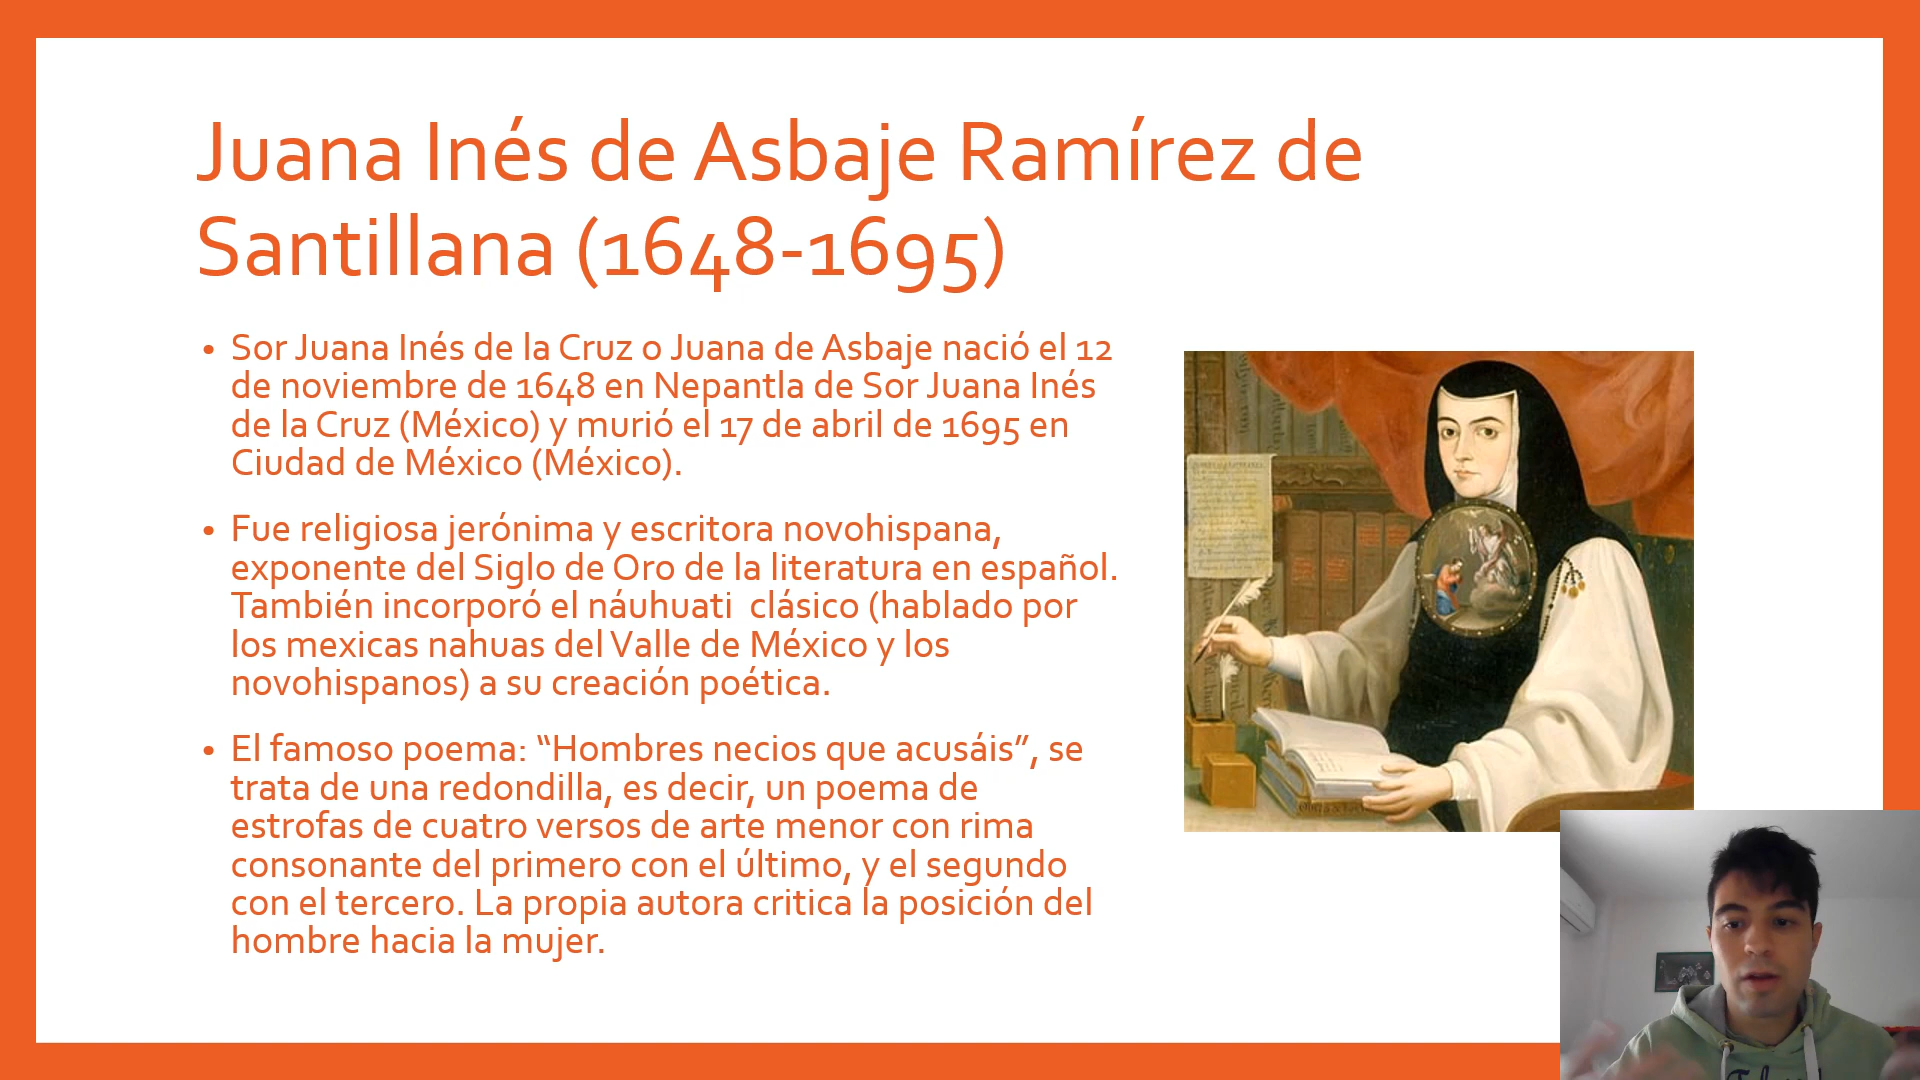 Juana Inés de Asbaje Ramírez de
Santillana (1648-1695)
• Sor Juana Inés de la Cruz o Juana de Asbaje nació el 12
de noviembre de 1648 en Nepantla de Sor Juana Inés
de la Cruz (México) y murió el 17 de abril de 1695 en
Ciudad de México (México).
• Fue religiosa jerónima y escritora novohispana,
exponente del Siglo de Oro de la literatura en español.
También incorporó el náuhuati  clásico (hablado por
los mexicas nahuas del Valle de México y los
novohispanos) a su creación poética.
• El famoso poema: “Hombres necios que acusáis”, se
trata de una redondilla, es decir, un poema de
estrofas de cuatro versos de arte menor con rima
consonante del primero con el último, y el segundo
con el tercero. La propia autora critica la posición del
hombre hacia la mujer.